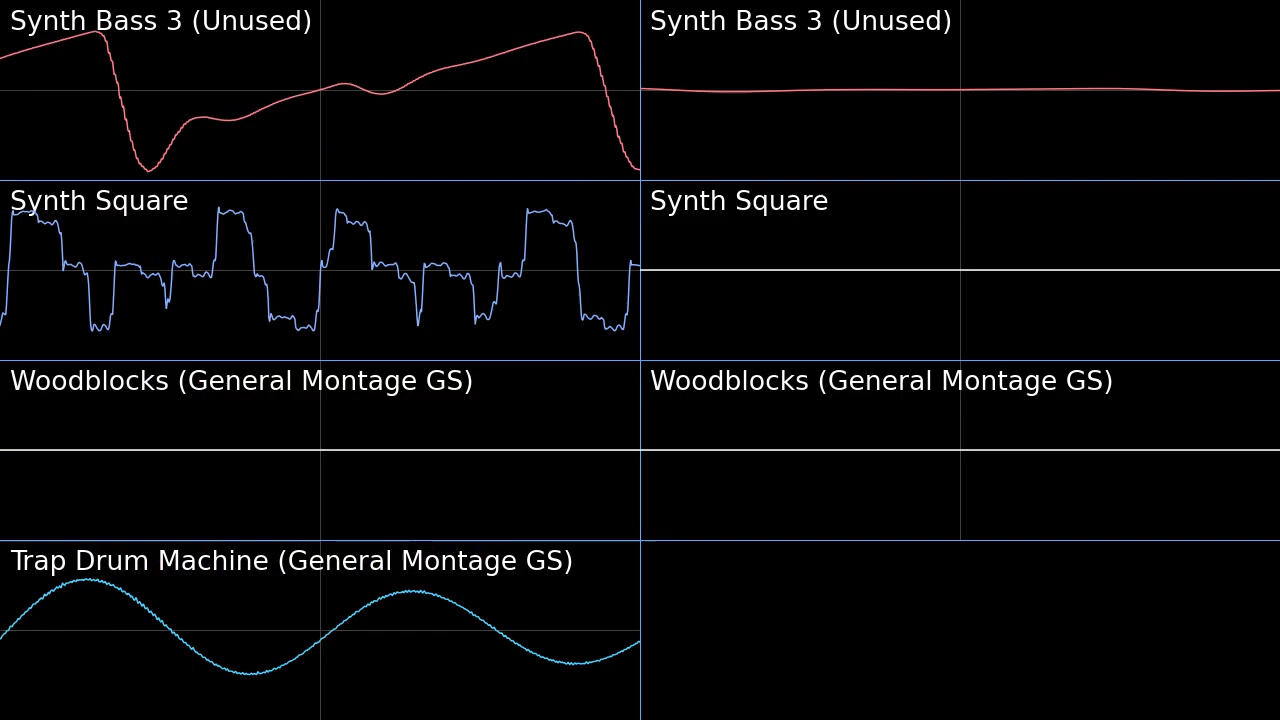 Synth Bass 3 (Unused)
Synth Bass 3 (Unused)
Synth Square
Synth Square
Woodblocks (General Montage GS)
Woodblocks (General Montage GS)
Trap Drum Machine (General Montage GS)